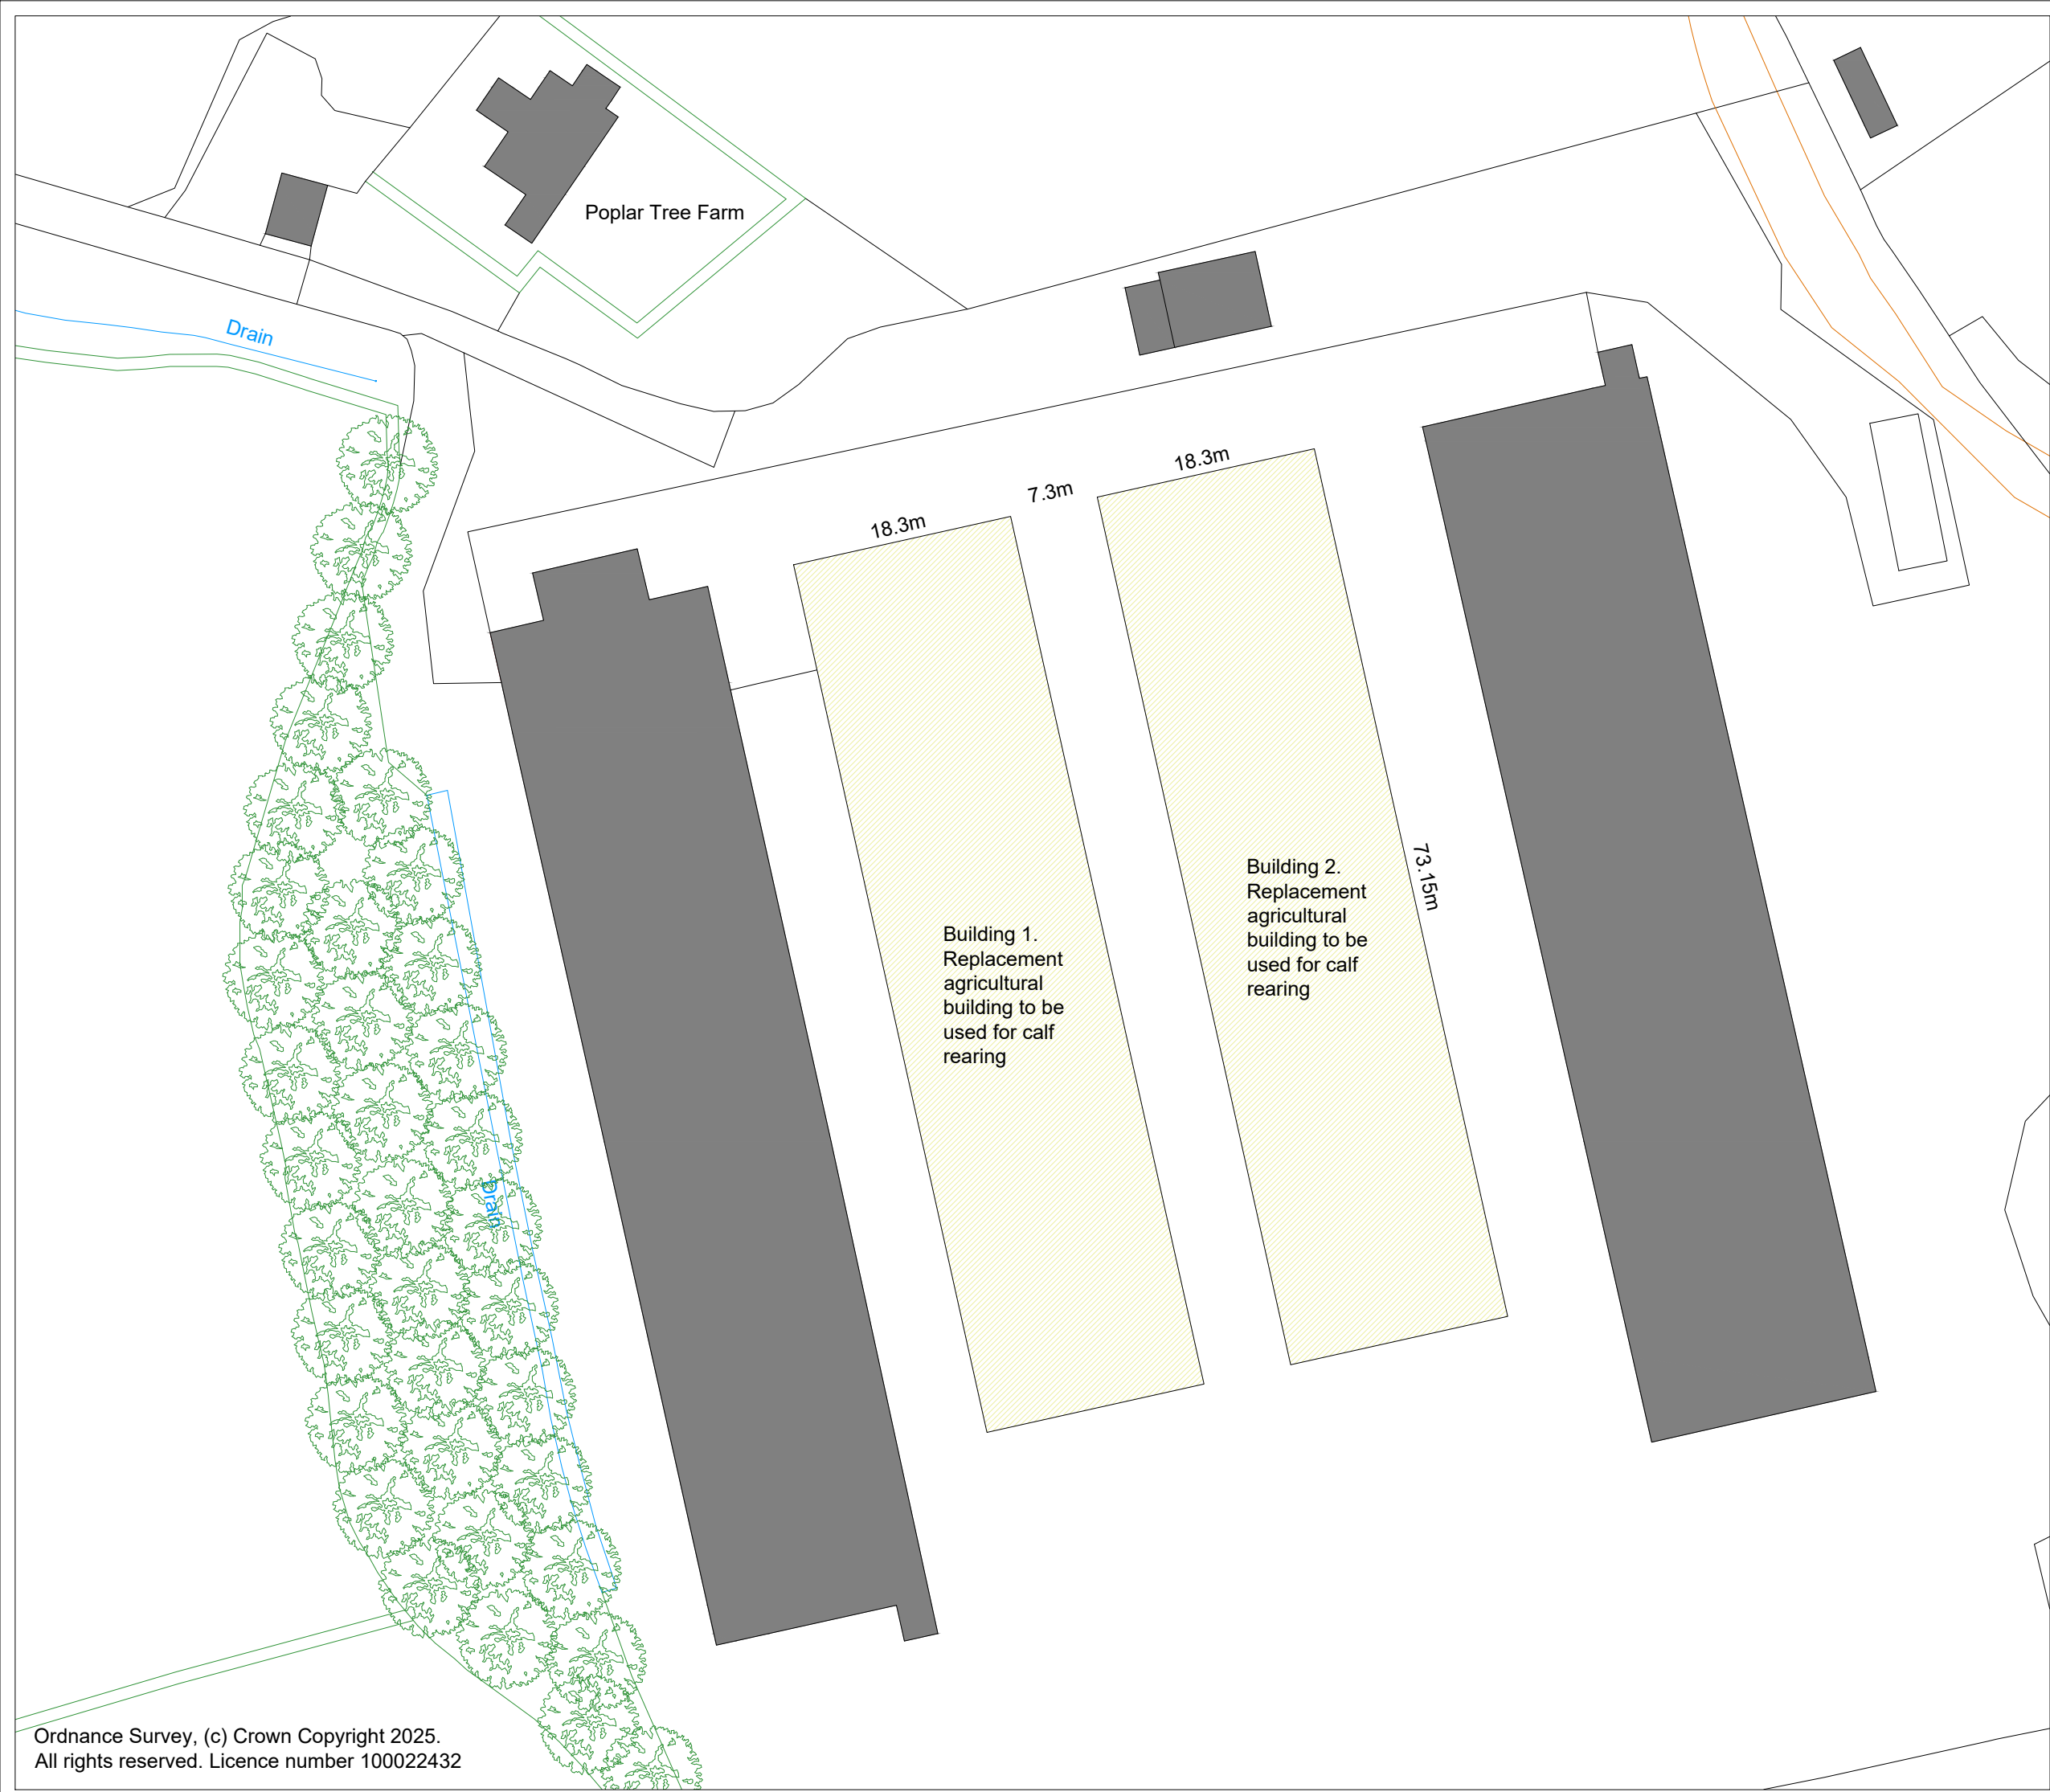 Poplar Tree Farm
Drain
18.3m
7.3m
18.3m
73.15m
Building 1.
Replacement
agricultural
building to be
used for calf
rearing
Building 2.
Replacement
agricultural
building to be
used for calf
rearing
Drain
Ordnance Survey, (c) Crown Copyright 2025.
All rights reserved. Licence number 100022432